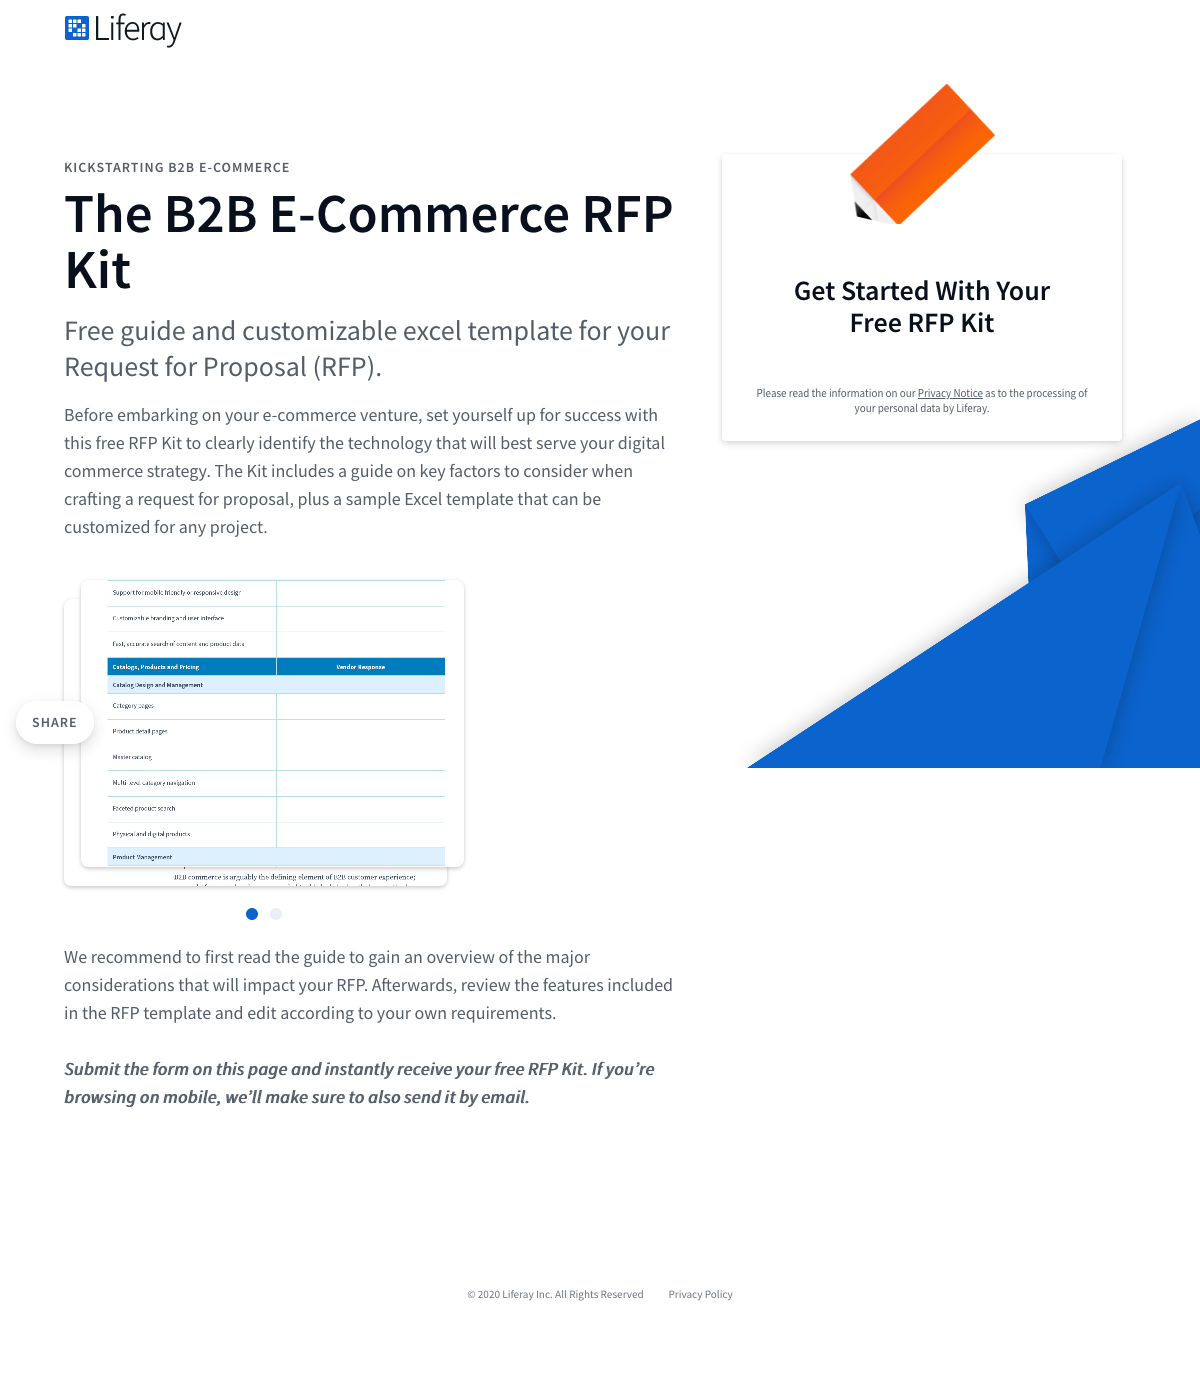 Liferay
KICKSTARTING B2B E-COMMERCE
The B2B E-Commerce RFP
Kit
Free guide and customizable excel template for your
Request for Proposal (RFP).
Before embarking on your e-commerce venture, set yourself up for success with
this free RFP Kit to clearly identify the technology that will best serve your digital
commerce strategy. The Kit includes a guide on key factors to consider when
crafting a request for proposal, plus a sample Excel template that can be
customized for any project.
Get Started With Your
Free RFP Kit
Please read the information on our Privacy Notice as to the processing of
your personal data by Liferay.
Support for mobile friendly or responsive design
Customizable branding and user interface
Fast, accurate search of content and product data
Catalogs, Products and Pricing Vendor Response
Catalog Design and Management
Category pages
Product detail pages
Master catalog
Multi-level category navigation
Faceted product search
Physical and digital products
Product Management
B2B commerce is arguably the defining element of B2B customer experience;
SHARE
We recommend to first read the guide to gain an overview of the major
considerations that will impact your RFP. Afterwards, review the features included
in the RFP template and edit according to your own requirements.
Submit the form on this page and instantly receive your free RFP Kit. If you’re
browsing on mobile, we’ll make sure to also send it by email.
© 2020 Liferay Inc. All Rights Reserved Privacy Policy